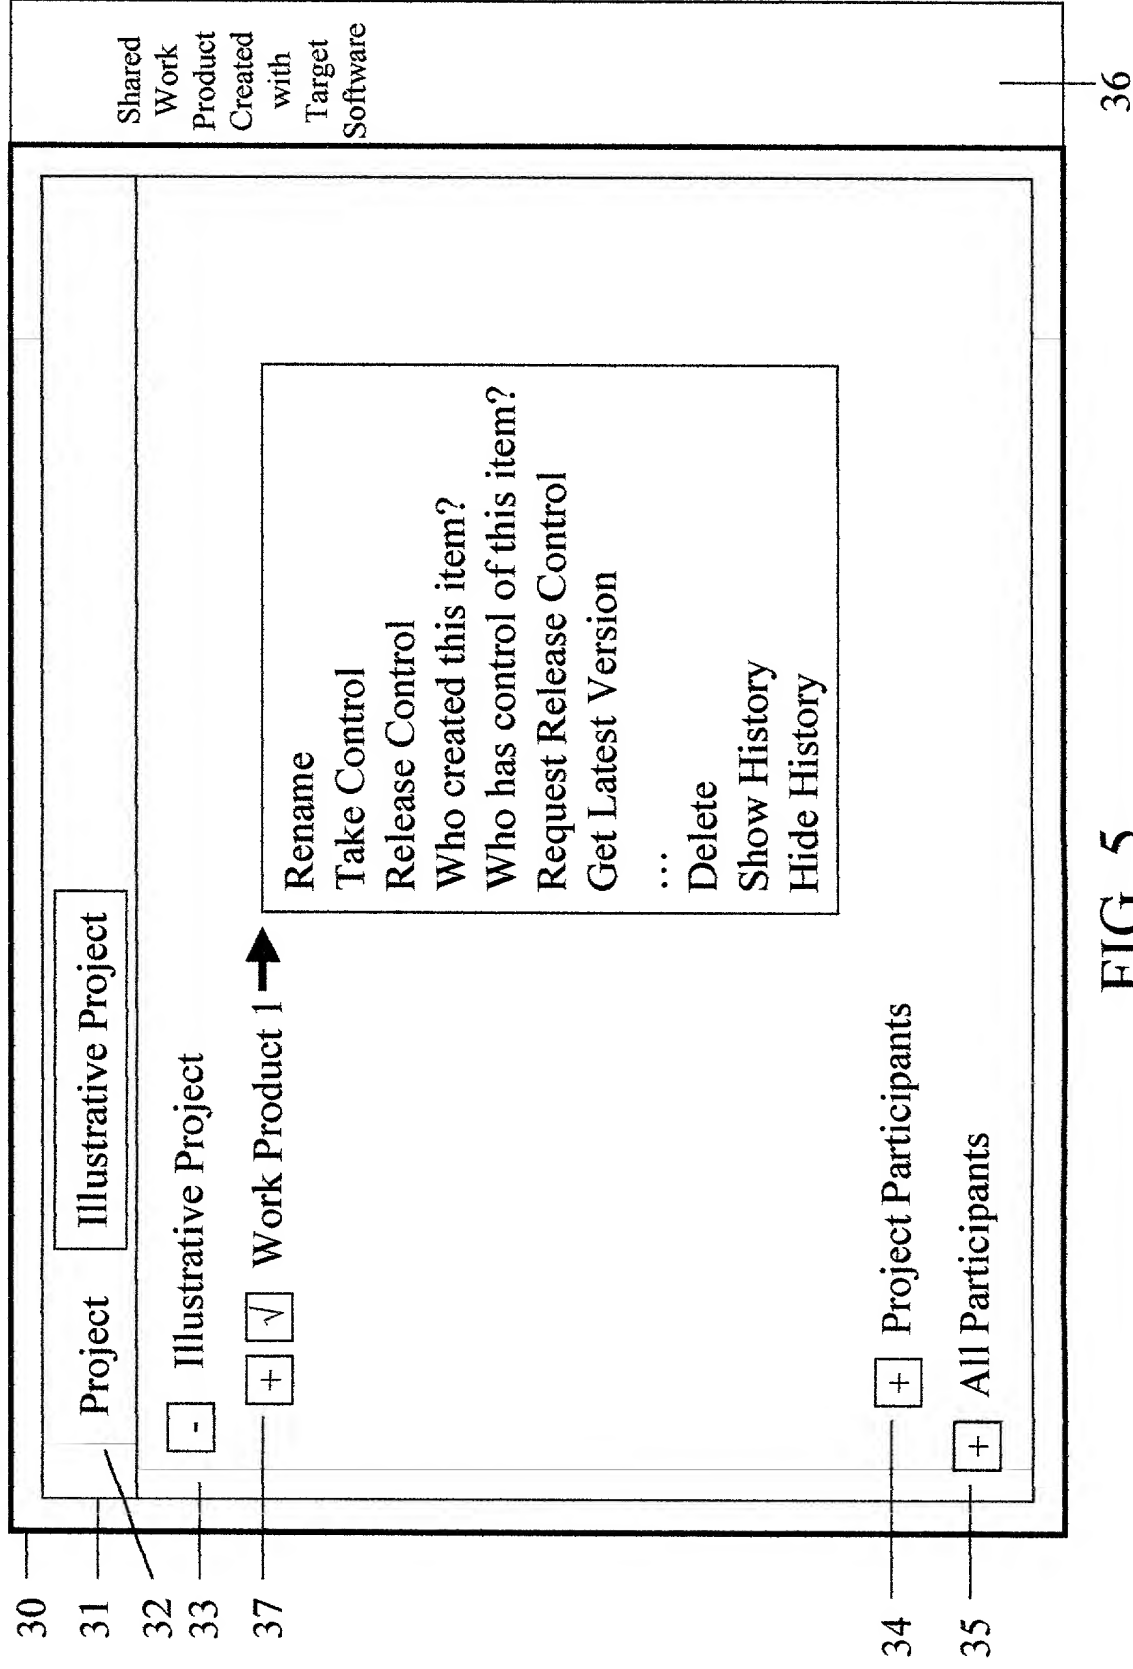 30
31
32
33
37
34
35
Project Illustrative Project
- Illustrative Project
+ √ Work Product 1
Rename
Take Control
Release Control
Who created this item?
Who has control of this item?
Request Release Control
Get Latest Version
...
Delete
Show History
Hide History
+ Project Participants
+ All Participants
Shared
Work
Product
Created
with
Target
Software
36
FIG. 5